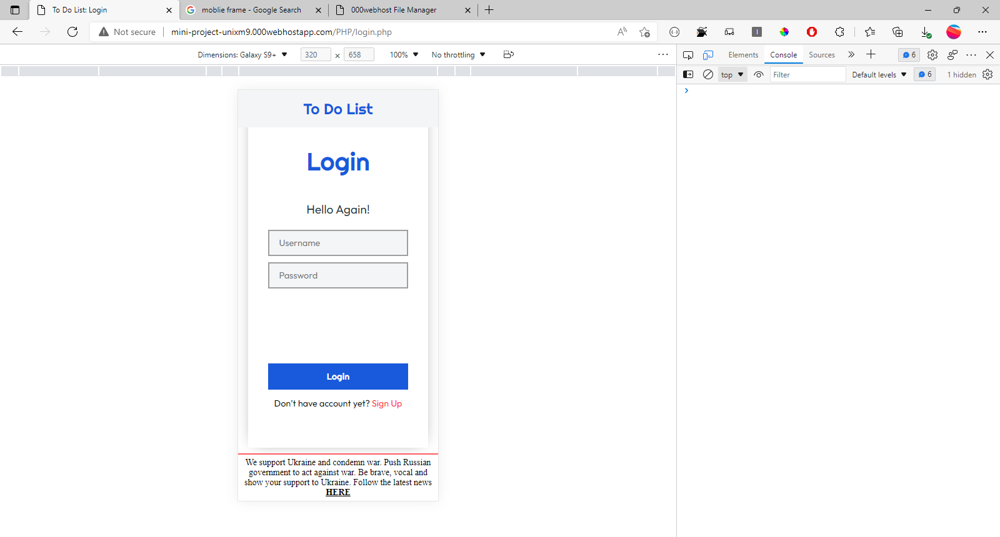 To Do List: Login
moblie frame - Google Search
000webhost File Manager
Not secure
mini-project-unixm9.000webhostapp.com/PHP/login.php
Dimensions: Galaxy S9+
320
×
658
100%
No throttling
Elements
Console
Sources
6
top
Filter
Default levels
6
1 hidden
To Do List
Login
Hello Again!
Username
Password
Login
Don't have account yet? Sign Up
We support Ukraine and condemn war. Push Russian
government to act against war. Be brave, vocal and
show your support to Ukraine. Follow the latest news
HERE